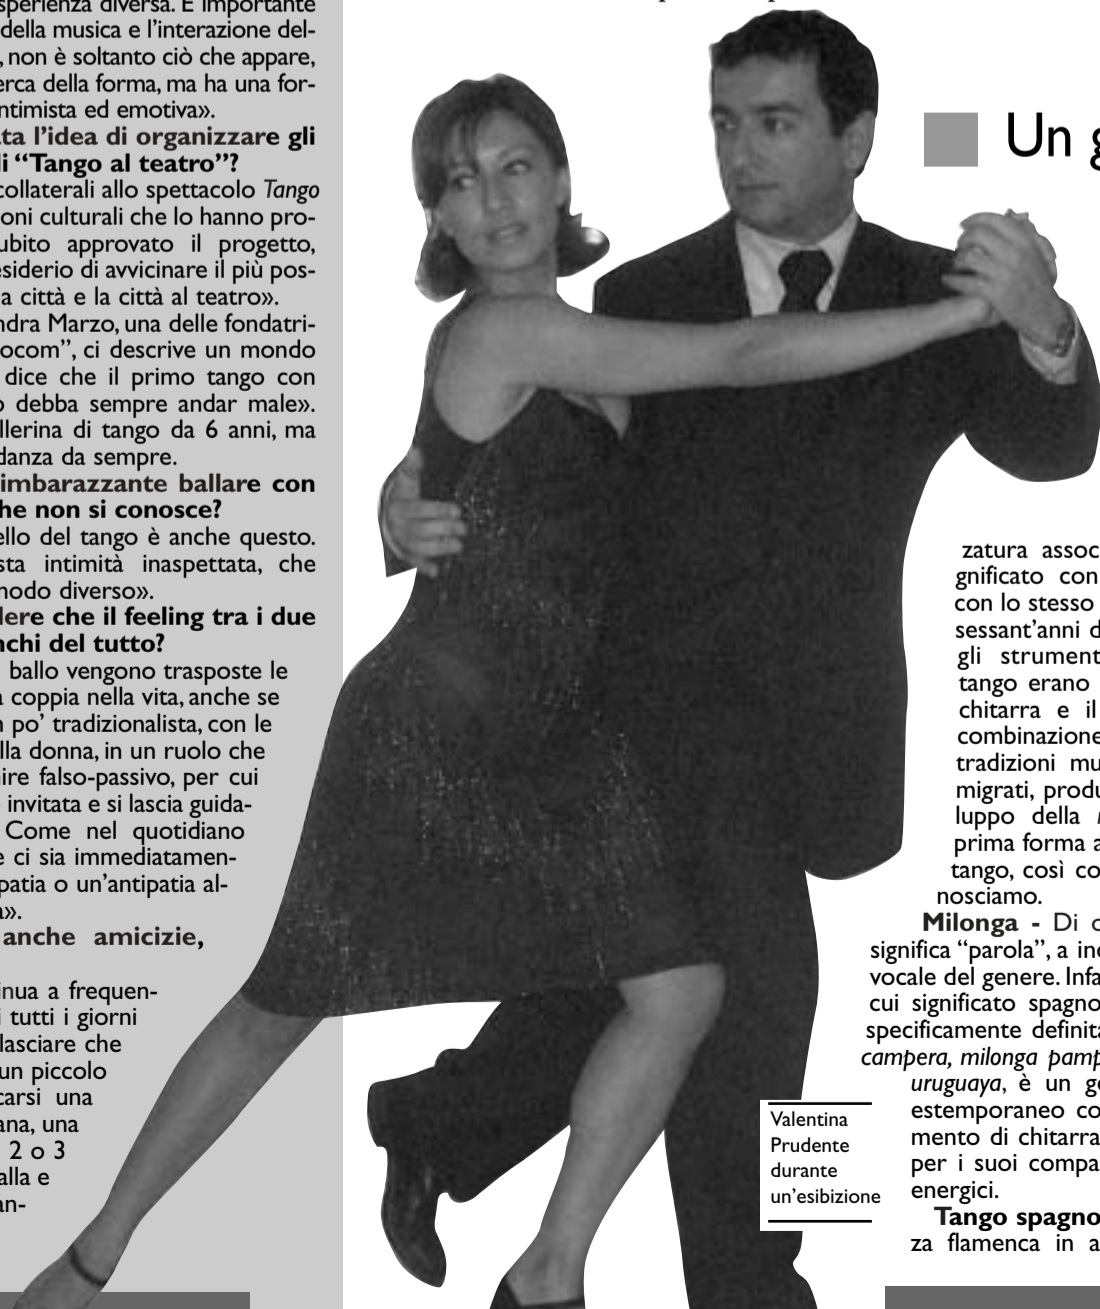 sperienza diversa. È importante
della musica e l’interazione del-
, non è soltanto ciò che appare,
erca della forma, ma ha una for-
ntimista ed emotiva».
ata l’idea di organizzare gli
li “Tango al teatro”?
collaterali allo spettacolo Tango
oni culturali che lo hanno pro-
ubito approvato il progetto,
esiderio di avvicinare il più pos-
a città e la città al teatro».
ndra Marzo, una delle fondatri-
ocom”, ci descrive un mondo
dice che il primo tango con
o debba sempre andar male».
llerina di tango da 6 anni, ma
danza da sempre.
imbarazzante ballare con
he non si conosce?
ello del tango è anche questo.
sta intimità inaspettata, che
modo diverso».
dere che il feeling tra i due
nchi del tutto?
ballo vengono trasposte le
a coppia nella vita, anche se
n po’ tradizionalista, con le
lla donna, in un ruolo che
ire falso-passivo, per cui
invitata e si lascia guida-
Come nel quotidiano
e ci sia immediatamen-
patia o un’antipatia al-
a».
anche amicizie,
inua a frequen-
i tutti i giorni
lasciare che
un piccolo
carsi una
ana, una
2 o 3
alla e
an-
Valentina
Prudente
durante
un’esibizione
Un g
zatura assoc
gnificato con
con lo stesso
sessant’anni d
gli strument
tango erano
chitarra e il
combinazione
tradizioni mu
migrati, produ
luppo della
prima forma a
tango, così co
nosciamo.
Milonga - Di o
significa “parola”, a ind
vocale del genere. Infa
cui significato spagno
specificamente definita
campera, milonga pamp
uruguaya, è un ge
estemporaneo co
mento di chitarra
per i suoi compa
energici.
Tango spagno
za flamenca in a